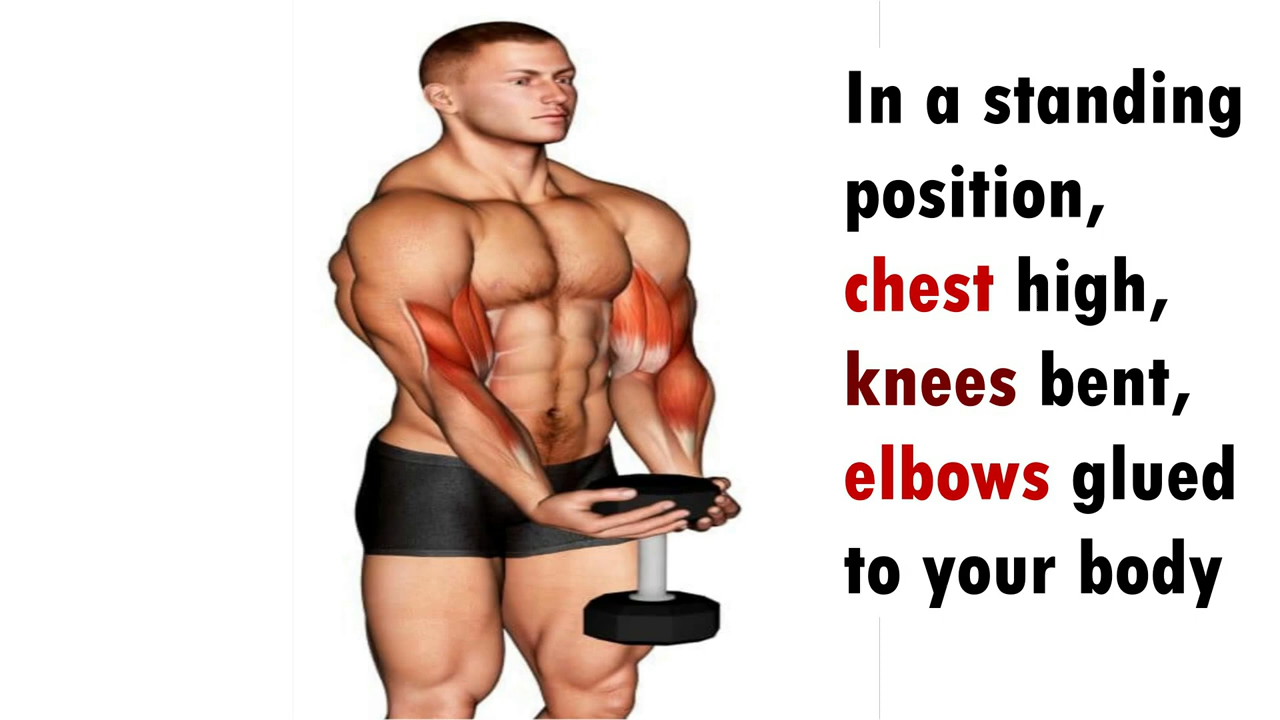 In a standing
position,
chest high,
knees bent,
elbows glued
to your body